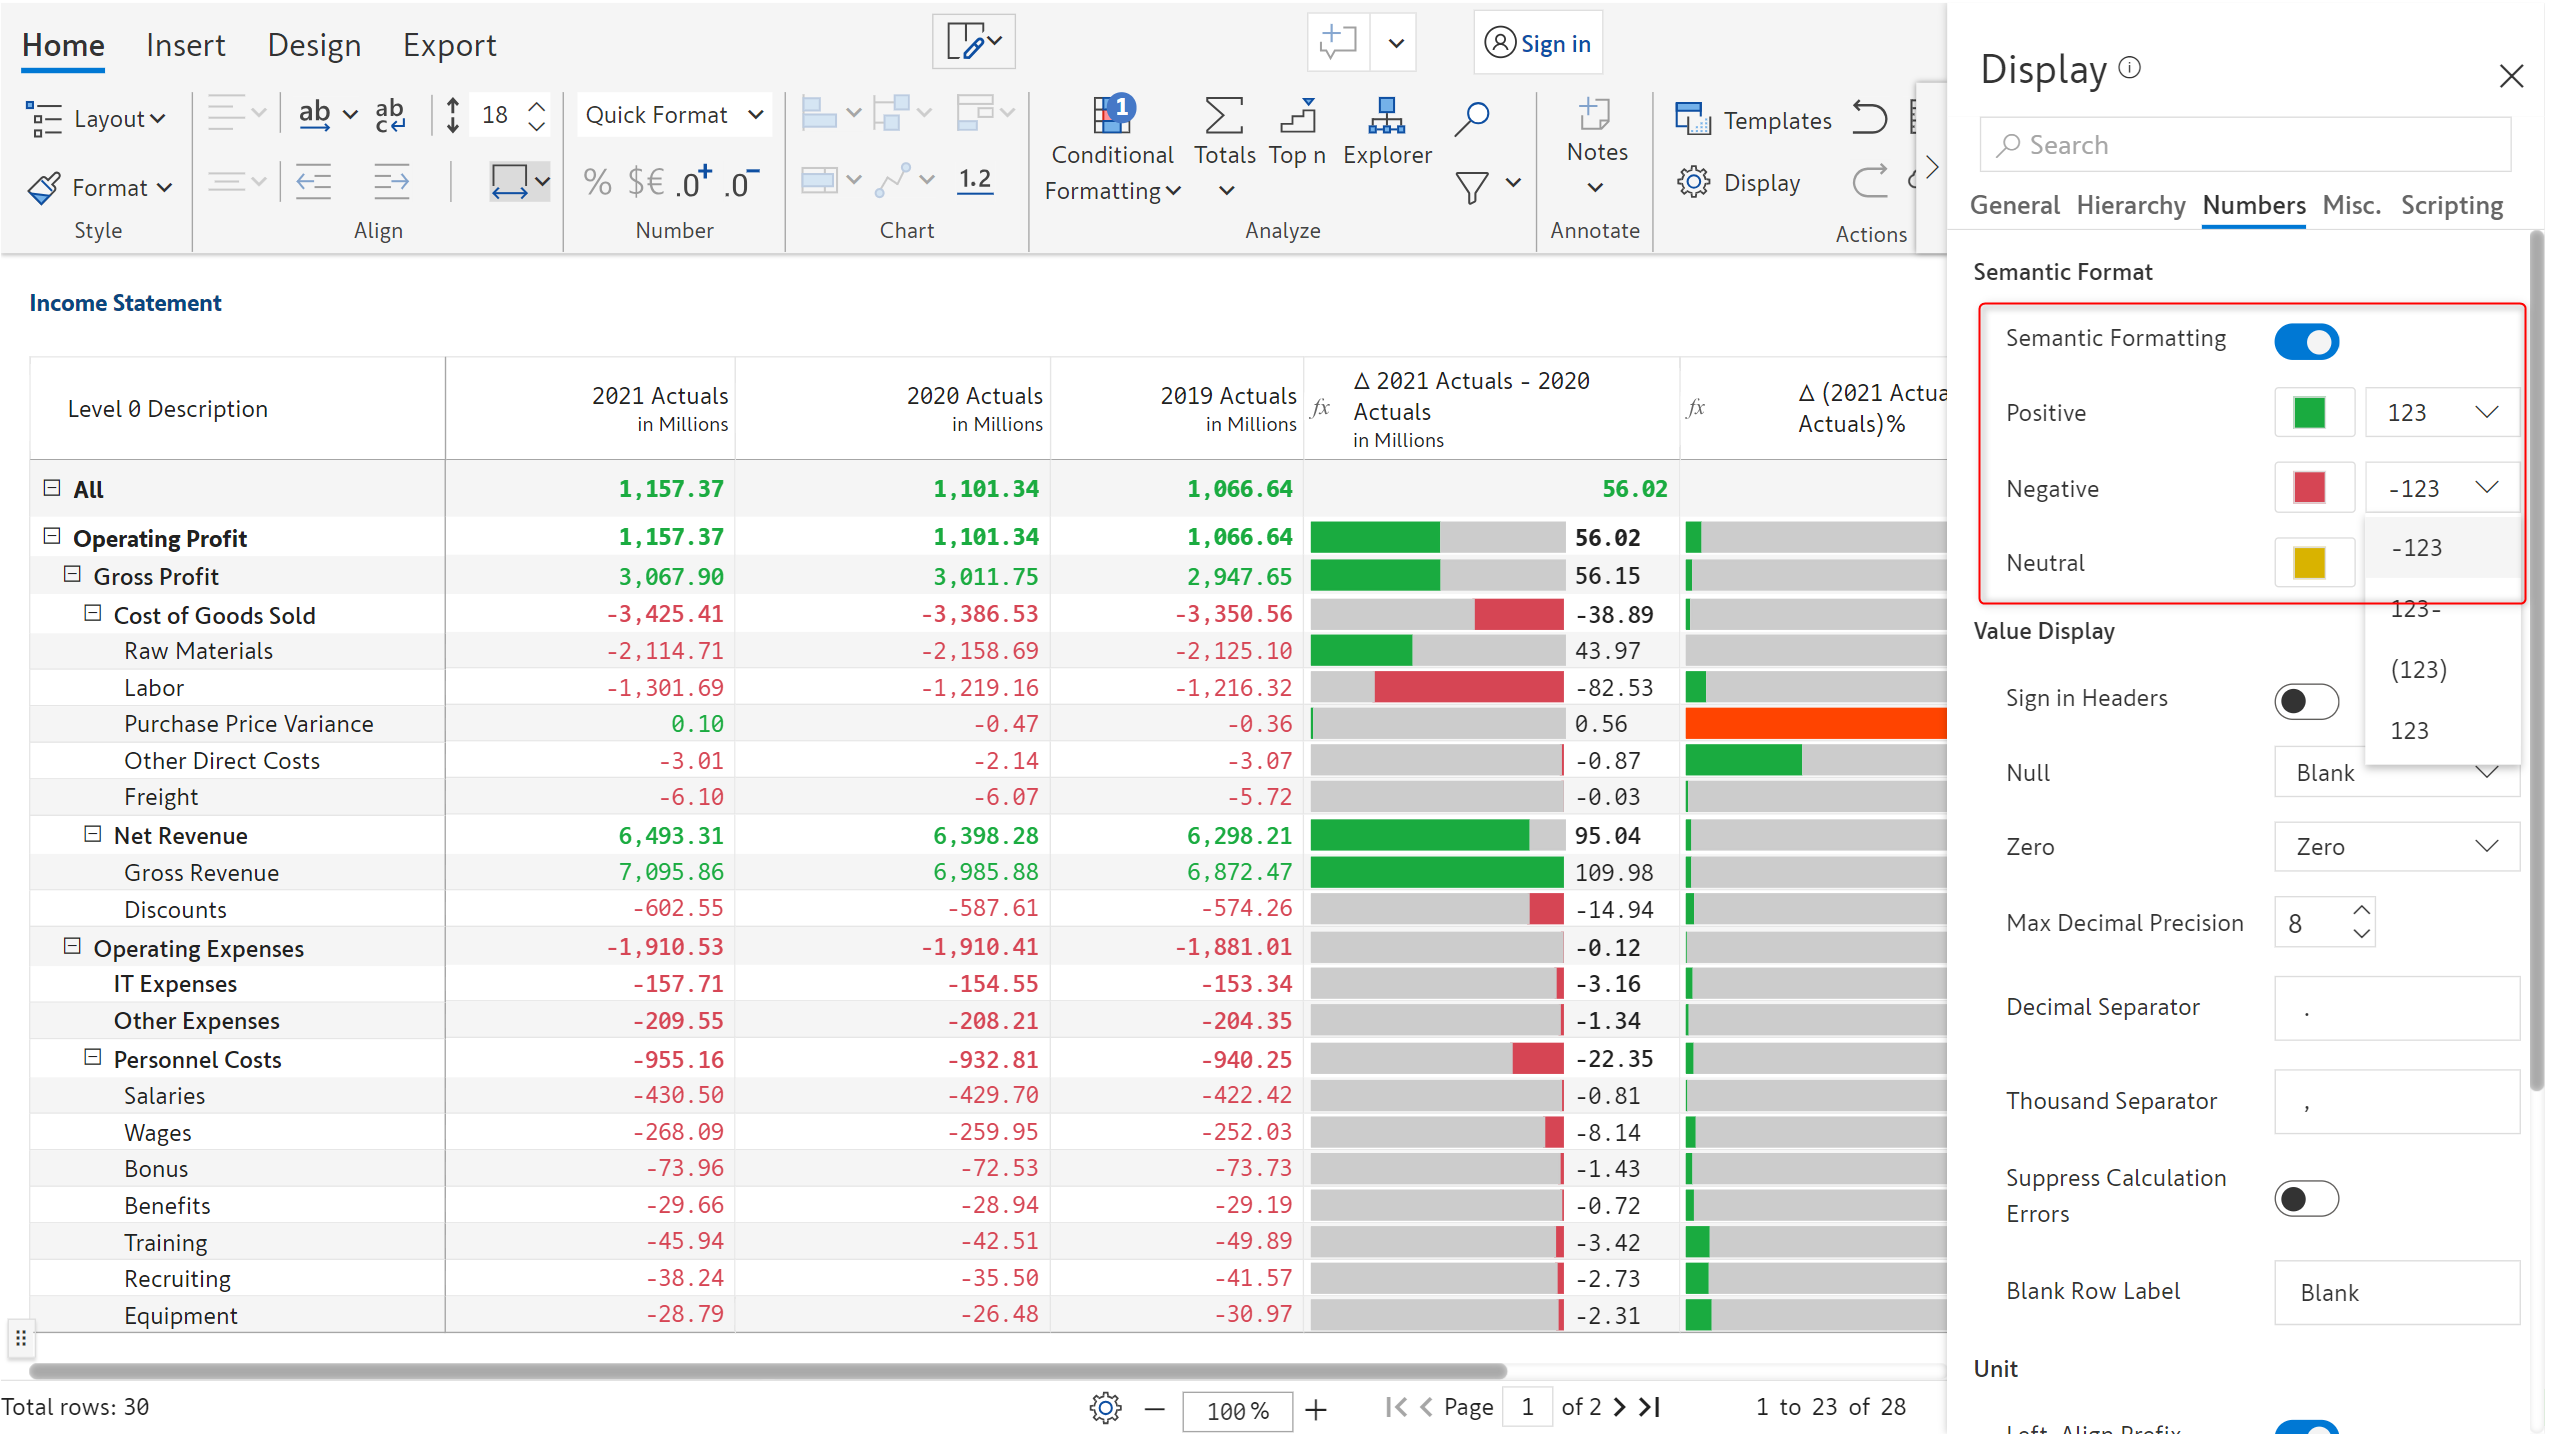 Home Insert Design Export
Sign in
Layout
ab
ab
c
18
Quick Format
Format
% $€ .0+ .0-
1.2
Style
Align
Number
Chart
1
Conditional
Formatting
Totals
Top n
Explorer
Analyze
Notes
Annotate
Templates
Display
Actions
Income Statement
Level 0 Description
2021 Actuals
in Millions
2020 Actuals
in Millions
2019 Actuals
in Millions
fx
Δ 2021 Actuals - 2020
Actuals
in Millions
fx
Δ (2021 Actua
Actuals)%
All 1,157.37 1,101.34 1,066.64 56.02
Operating Profit 1,157.37 1,101.34 1,066.64 56.02
Gross Profit 3,067.90 3,011.75 2,947.65 56.15
Cost of Goods Sold -3,425.41 -3,386.53 -3,350.56 -38.89
Raw Materials -2,114.71 -2,158.69 -2,125.10 43.97
Labor -1,301.69 -1,219.16 -1,216.32 -82.53
Purchase Price Variance 0.10 -0.47 -0.36 0.56
Other Direct Costs -3.01 -2.14 -3.07 -0.87
Freight -6.10 -6.07 -5.72 -0.03
Net Revenue 6,493.31 6,398.28 6,298.21 95.04
Gross Revenue 7,095.86 6,985.88 6,872.47 109.98
Discounts -602.55 -587.61 -574.26 -14.94
Operating Expenses -1,910.53 -1,910.41 -1,881.01 -0.12
IT Expenses -157.71 -154.55 -153.34 -3.16
Other Expenses -209.55 -208.21 -204.35 -1.34
Personnel Costs -955.16 -932.81 -940.25 -22.35
Salaries -430.50 -429.70 -422.42 -0.81
Wages -268.09 -259.95 -252.03 -8.14
Bonus -73.96 -72.53 -73.73 -1.43
Benefits -29.66 -28.94 -29.19 -0.72
Training -45.94 -42.51 -49.89 -3.42
Recruiting -38.24 -35.50 -41.57 -2.73
Equipment -28.79 -26.48 -30.97 -2.31
Total rows: 30
100 %
Page 1 of 2
1 to 23 of 28
Display
Search
General Hierarchy Numbers Misc. Scripting
Semantic Format
Semantic Formatting
Positive 123
Negative -123
Neutral
-123
123-
(123)
123
Value Display
Sign in Headers
Null Blank
Zero Zero
Max Decimal Precision 8
Decimal Separator .
Thousand Separator ,
Suppress Calculation
Errors
Blank Row Label Blank
Unit
Left-Align Prefix